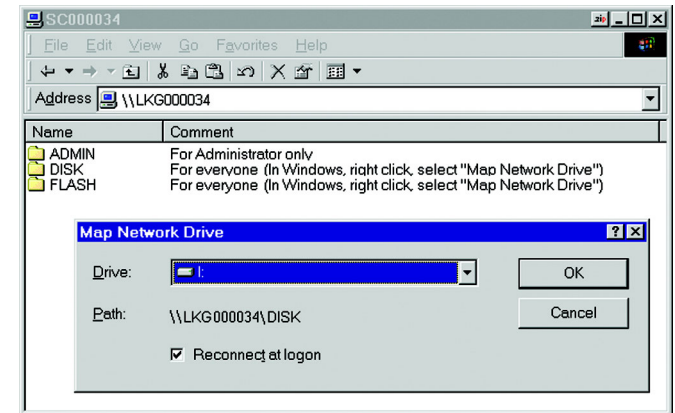 SC000034
zip
File Edit View Go Favorites Help
Address \\LKG000034
Name Comment
ADMIN For Administrator only
DISK For everyone (In Windows, right click, select "Map Network Drive")
FLASH For everyone (In Windows, right click, select "Map Network Drive")
Map Network Drive
Drive: I: OK
Path: \\LKG000034\DISK Cancel
Reconnect at logon